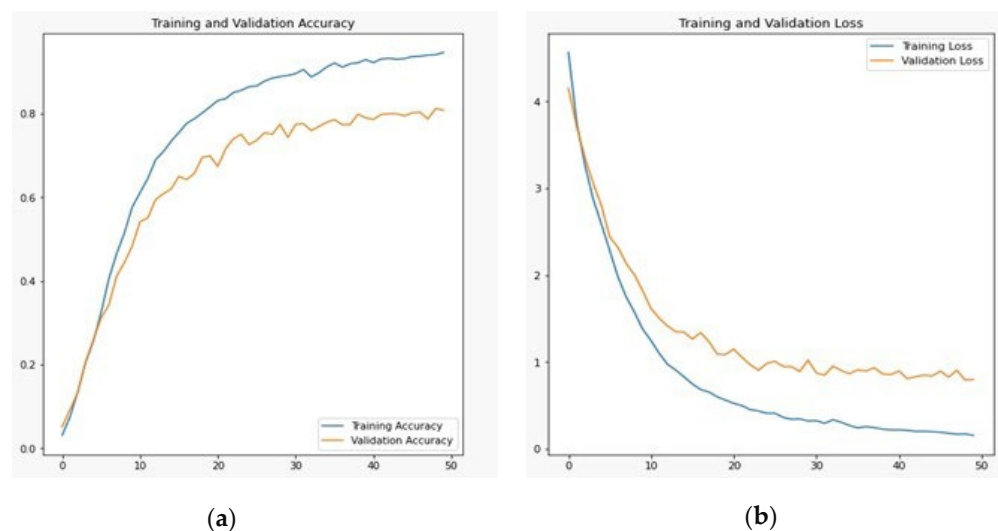 Training and Validation Accuracy
0.8
0.6
0.4
0.2
0.0
Training Accuracy
Validation Accuracy
0 10 20 30 40 50
(a)
Training and Validation Loss
Training Loss
Validation Loss
4
3
2
1
0
0 10 20 30 40 50
(b)